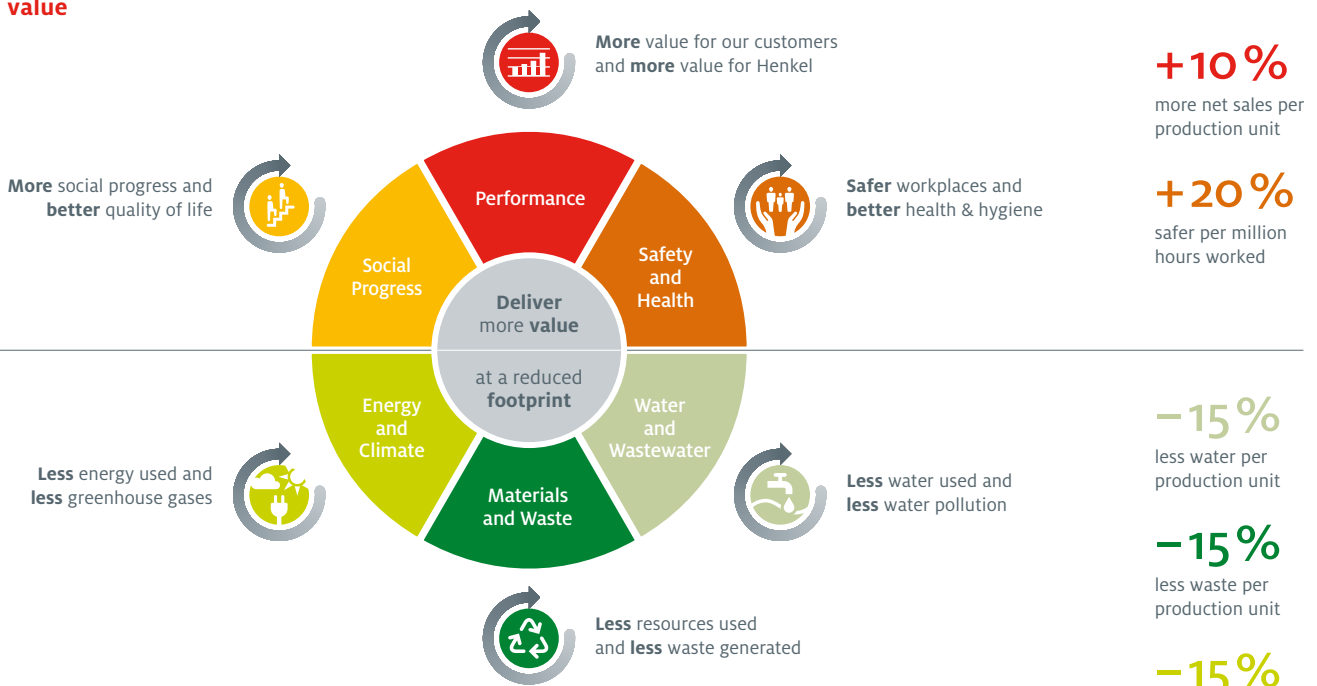 value
More value for our customers
and more value for Henkel
+10 %
more net sales per
production unit
More social progress and
better quality of life
Performance
Safer workplaces and
better health & hygiene
+20 %
safer per million
hours worked
Social
Progress
Safety
and
Health
Deliver
more value
at a reduced
footprint
Energy
and
Climate
Water
and
Wastewater
–15 %
less water per
production unit
Less energy used and
less greenhouse gases
Materials
and Waste
Less water used and
less water pollution
–15 %
less waste per
production unit
Less resources used
and less waste generated
–15 %